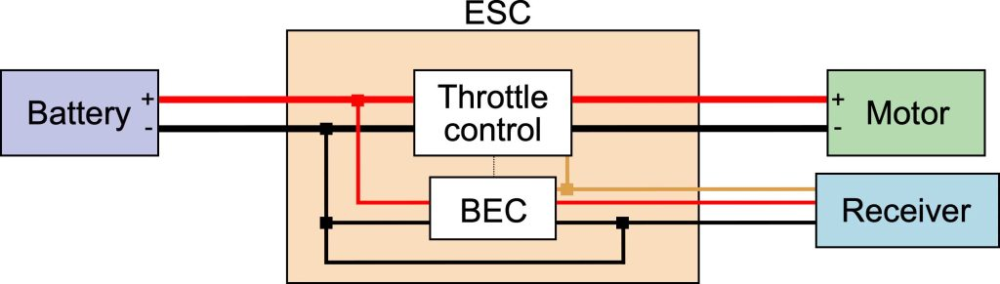 ESC
Battery
+
-
Throttle
control
+
-
Motor
BEC
Receiver